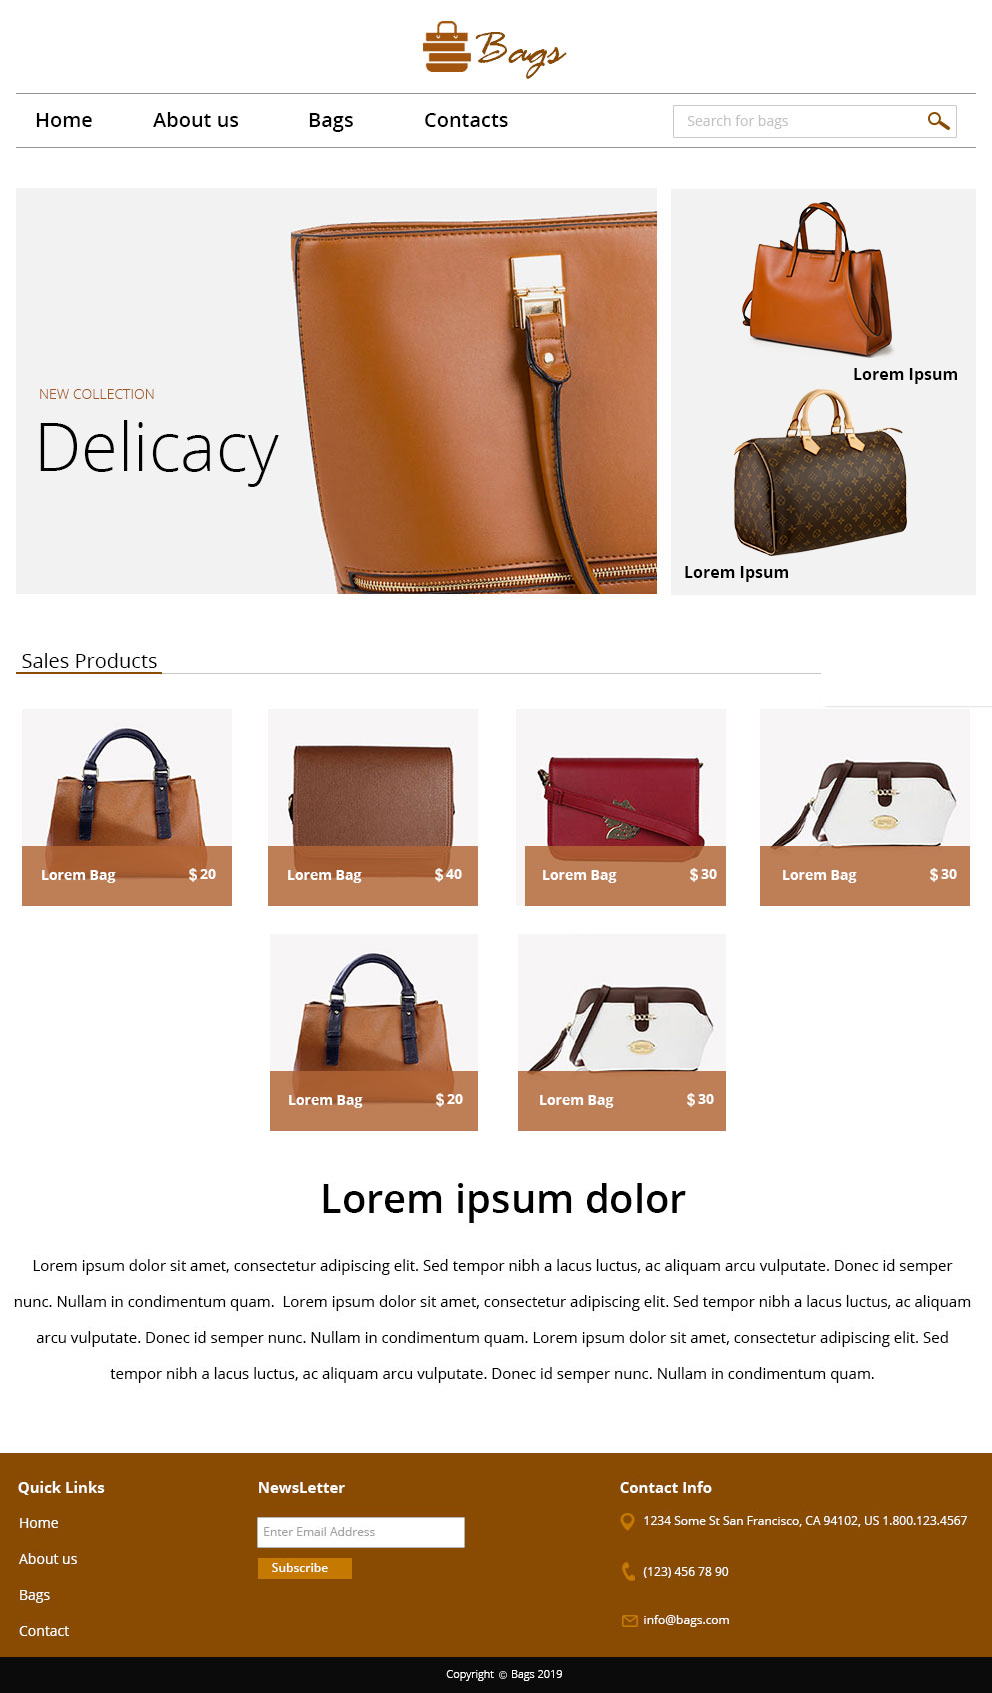 Bags
Home About us Bags Contacts Search for bags
NEW COLLECTION
Delicacy
Lorem Ipsum
Lorem Ipsum
Sales Products
Lorem Bag $ 20 Lorem Bag $ 40 Lorem Bag $ 30 Lorem Bag $ 30
Lorem Bag $ 20 Lorem Bag $ 30
Lorem ipsum dolor
Lorem ipsum dolor sit amet, consectetur adipiscing elit. Sed tempor nibh a lacus luctus, ac aliquam arcu vulputate. Donec id semper
nunc. Nullam in condimentum quam. Lorem ipsum dolor sit amet, consectetur adipiscing elit. Sed tempor nibh a lacus luctus, ac aliquam
arcu vulputate. Donec id semper nunc. Nullam in condimentum quam. Lorem ipsum dolor sit amet, consectetur adipiscing elit. Sed
tempor nibh a lacus luctus, ac aliquam arcu vulputate. Donec id semper nunc. Nullam in condimentum quam.
Quick Links
Home
About us
Bags
Contact
NewsLetter
Enter Email Address
Subscribe
Contact Info
1234 Some St San Francisco, CA 94102, US 1.800.123.4567
(123) 456 78 90
info@bags.com
Copyright © Bags 2019